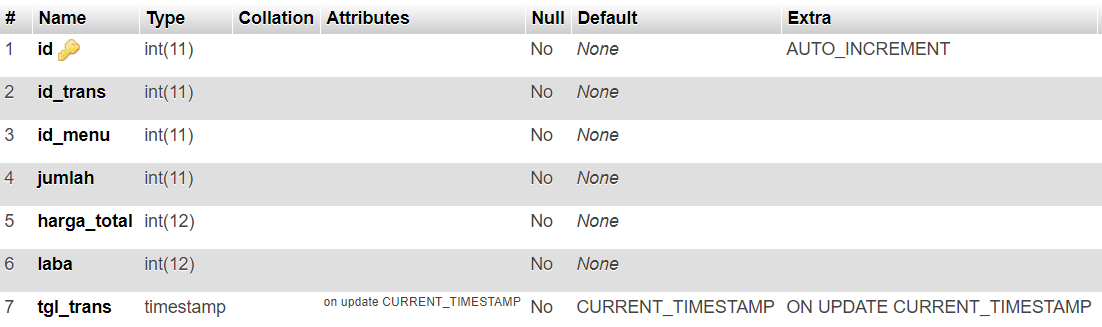 # Name Type Collation Attributes Null Default Extra
1 id int(11) No None AUTO_INCREMENT
2 id_trans int(11) No None
3 id_menu int(11) No None
4 jumlah int(11) No None
5 harga_total int(12) No None
6 laba int(12) No None
7 tgl_trans timestamp on update CURRENT_TIMESTAMP No CURRENT_TIMESTAMP ON UPDATE CURRENT_TIMESTAMP